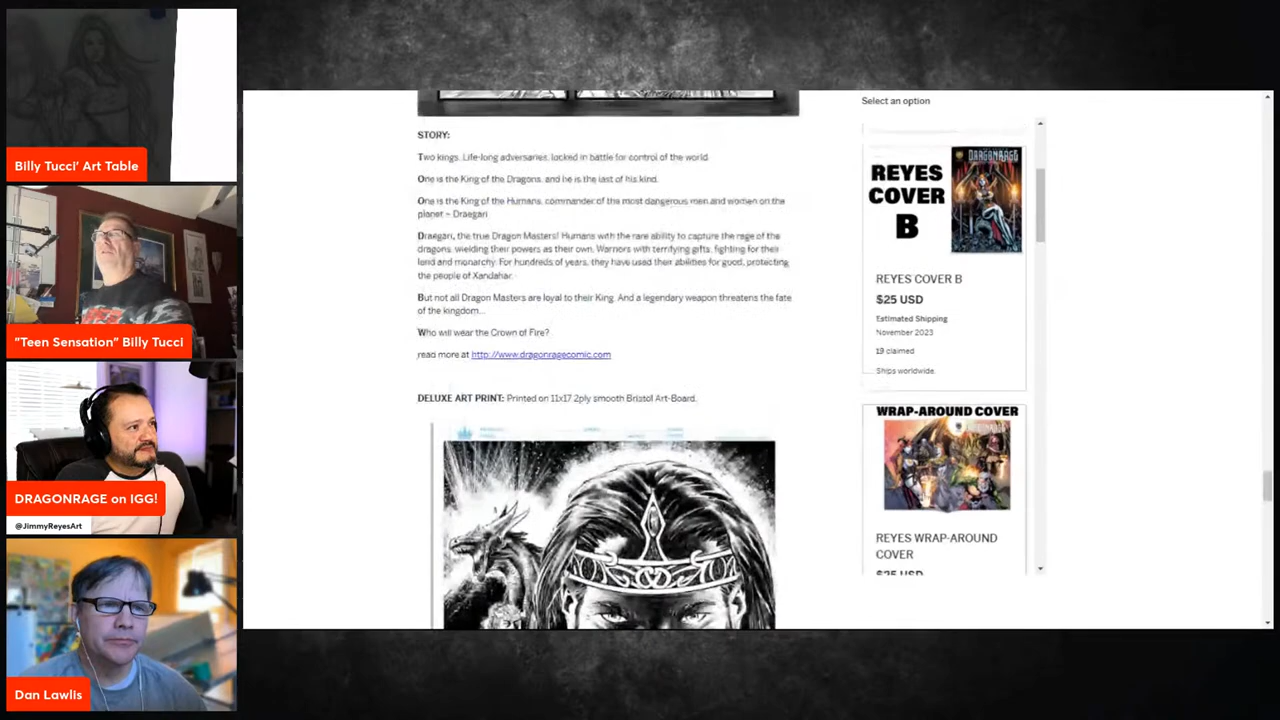 Billy Tucci' Art Table
"Teen Sensation" Billy Tucci
DRAGONRAGE on IGG!
@JimmyReyesArt
Dan Lawlis
STORY:
Two kings. Life-long adversaries, locked in battle for control of the world.
One is the King of the Dragons, and he is the last of his kind.
One is the King of the Humans, commander of the most dangerous men and women on the
planet – Draegari
Draegari, the true Dragon Masters! Humans with the rare ability to capture the rage of the
dragons, wielding their powers as their own. Warriors with terrifying gifts, fighting for their
land and monarchy. For hundreds of years, they have used their abilities for good, protecting
the people of Xandahar.
But not all Dragon Masters are loyal to their King. And a legendary weapon threatens the fate
of the kingdom...
Who will wear the Crown of Fire?
read more at http://www.dragonragecomic.com
DELUXE ART PRINT: Printed on 11x17 2ply smooth Bristol Art-Board.
Select an option
REYES
COVER
B
DRAGONRAGE
REYES COVER B
$25 USD
Estimated Shipping
November 2023
19 claimed
Ships worldwide.
WRAP-AROUND COVER
REYES WRAP-AROUND
COVER
$25 USD